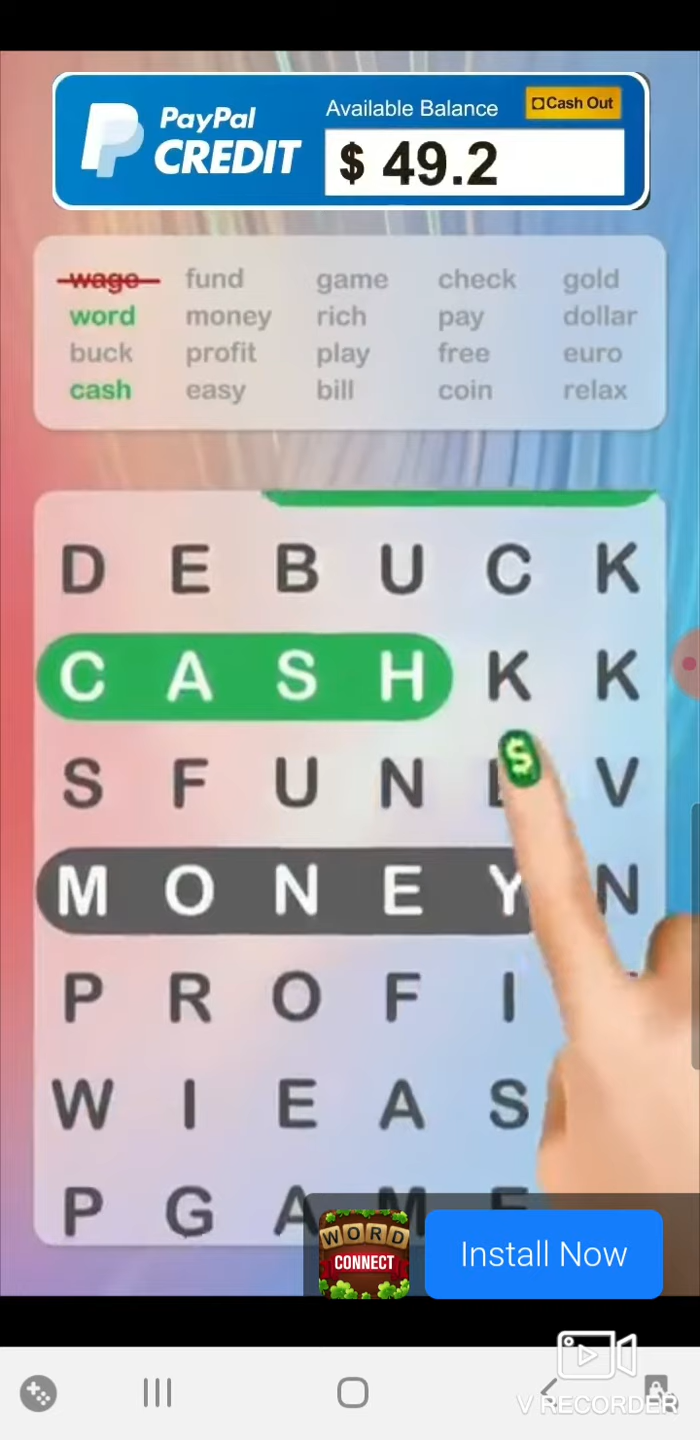 PayPal
CREDIT
Available Balance
Cash Out
$ 49.2
wage fund game check gold
word money rich pay dollar
buck profit play free euro
cash easy bill coin relax
D E B U C K
C A S H K K
S F U N V
M O N E Y N
P R O F I
W I E A S
P G A M E
WORD
CONNECT
Install Now
V RECORDER